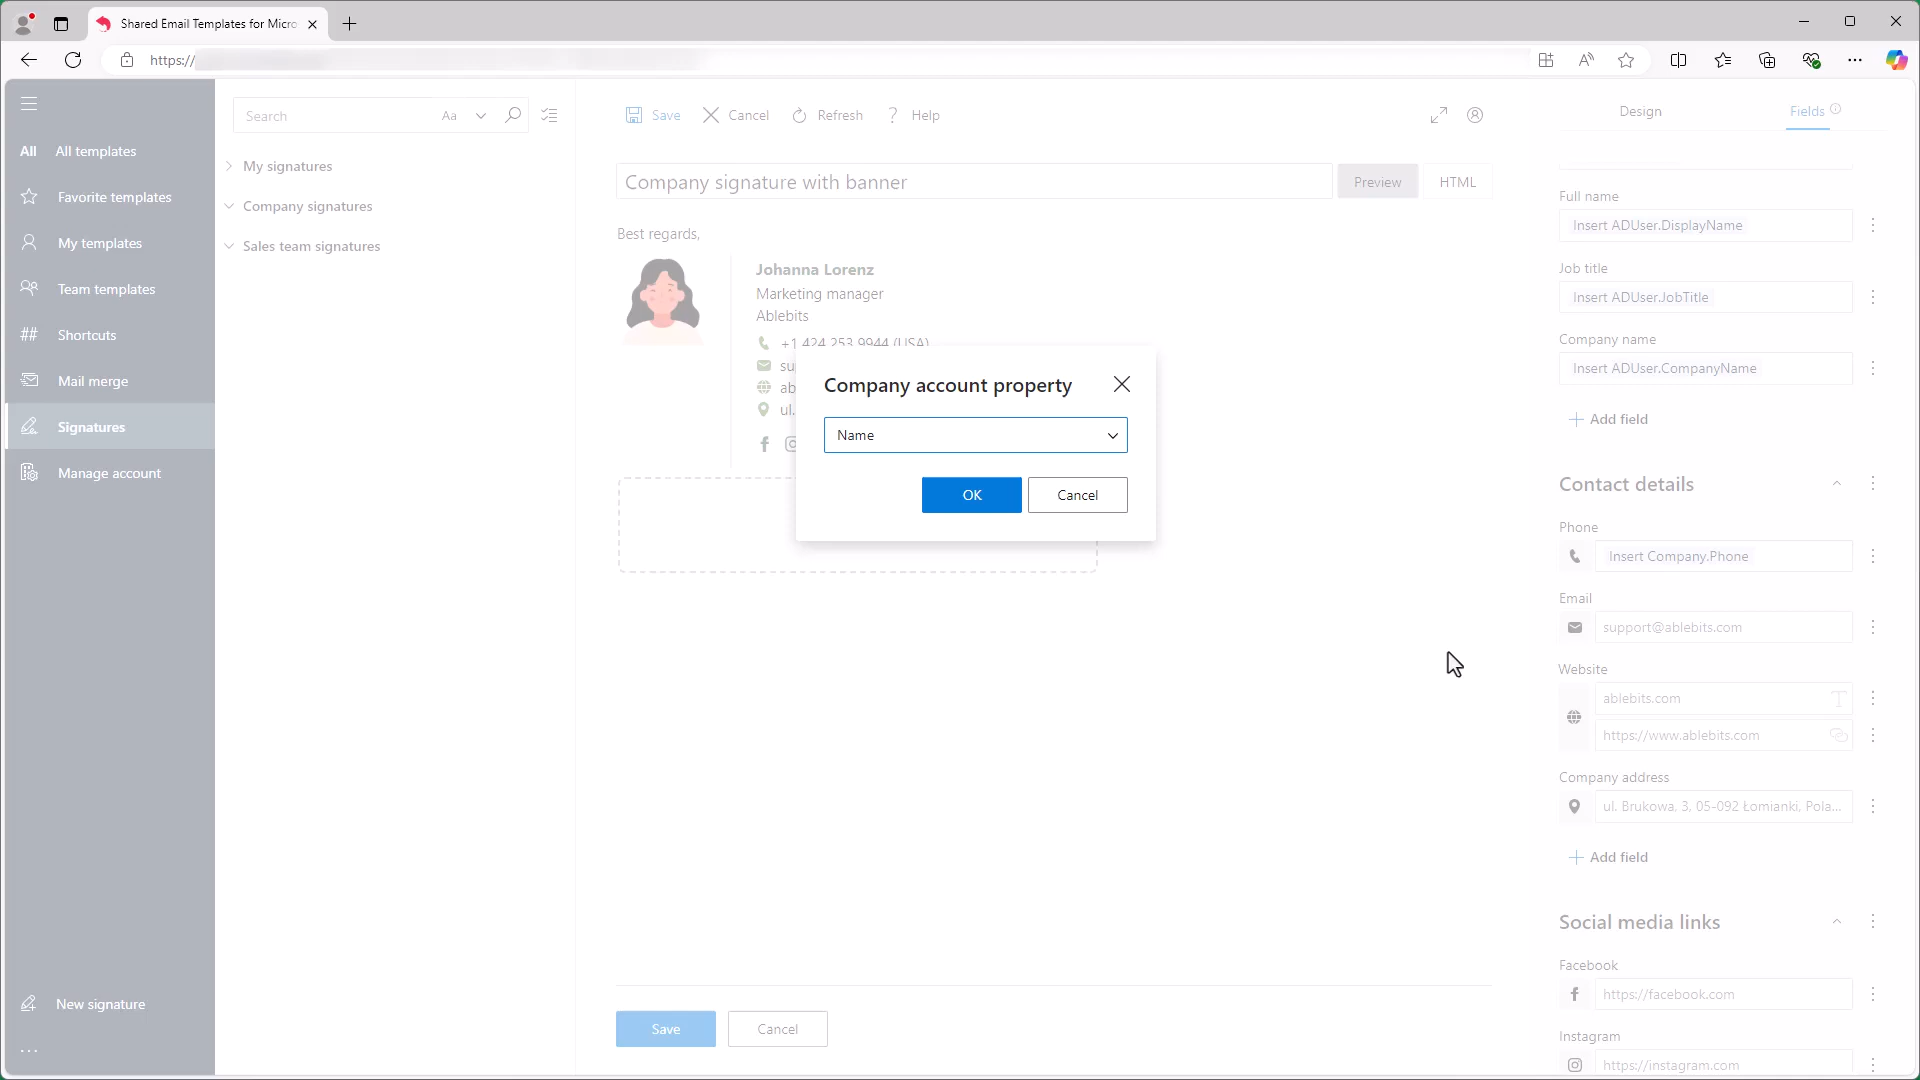 Shared Email Templates for Micro
https://
Search
Aa
Save
Cancel
Refresh
? Help
Design
Fields
All All templates
Favorite templates
My templates
Team templates
## Shortcuts
Mail merge
Signatures
Manage account
New signature
...
My signatures
Company signatures
Sales team signatures
Company signature with banner
Preview
HTML
Best regards,
Johanna Lorenz
Marketing manager
Ablebits
+1 424 253 9944 (USA)
su
ab
ul.
Company account property
Name
OK
Cancel
Save
Cancel
Full name
Insert ADUser.DisplayName
Job title
Insert ADUser.JobTitle
Company name
Insert ADUser.CompanyName
+ Add field
Contact details
Phone
Insert Company.Phone
Email
support@ablebits.com
Website
ablebits.com
https://www.ablebits.com
Company address
ul. Brukowa, 3, 05-092 Łomianki, Pola...
+ Add field
Social media links
Facebook
https://facebook.com
Instagram
https://instagram.com